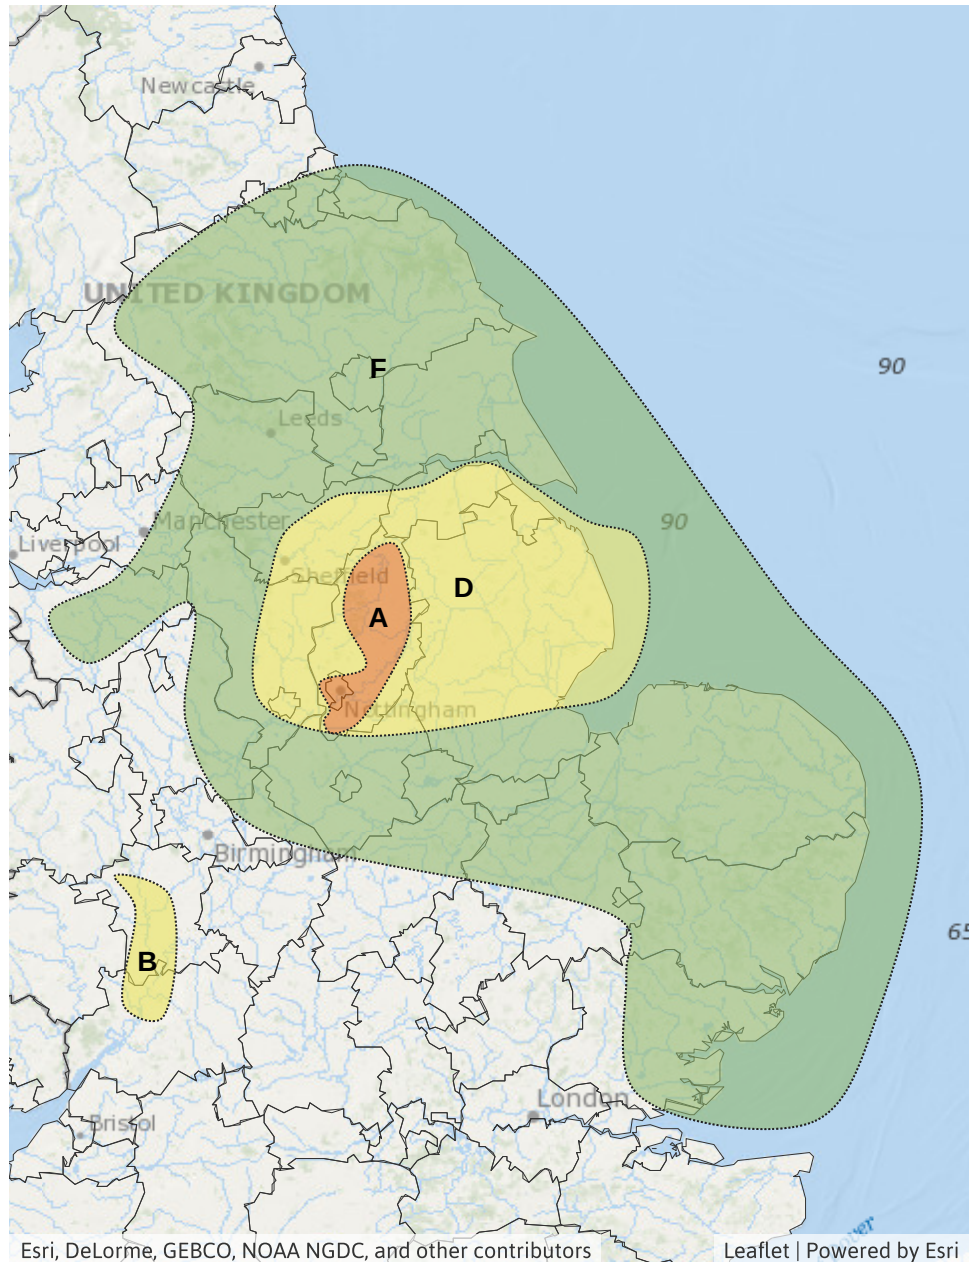 Newcastle
UNITED KINGDOM
F
90
Leeds
Manchester
90
Liverpool
Sheffield
D
A
Nottingham
Birmingham
B
65
London
Bristol
power
Esri, DeLorme, GEBCO, NOAA NGDC, and other contributors
Leaflet | Powered by Esri